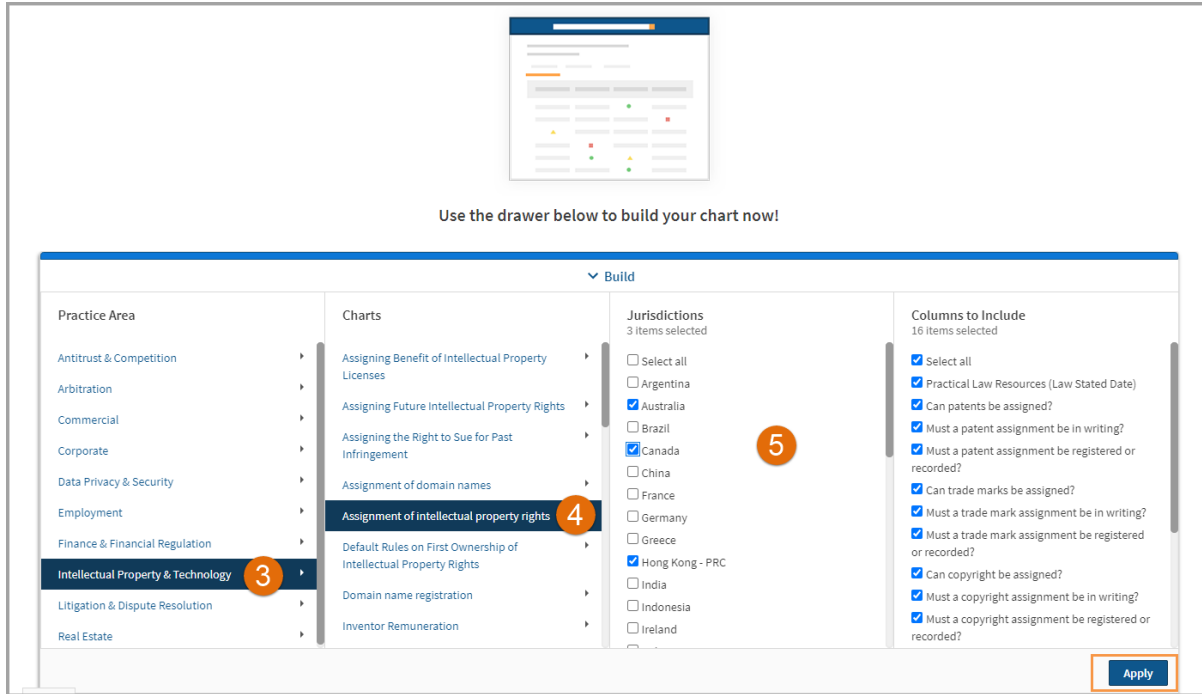 Use the drawer below to build your chart now!
Build
Practice Area
Antitrust & Competition
Arbitration
Commercial
Corporate
Data Privacy & Security
Employment
Finance & Financial Regulation
Intellectual Property & Technology
3
Litigation & Dispute Resolution
Real Estate
Charts
Assigning Benefit of Intellectual Property
Licenses
Assigning Future Intellectual Property Rights
Assigning the Right to Sue for Past
Infringement
Assignment of domain names
Assignment of intellectual property rights
4
Default Rules on First Ownership of
Intellectual Property Rights
Domain name registration
Inventor Remuneration
Jurisdictions
3 items selected
Select all
Argentina
Australia
Brazil
Canada
5
China
France
Germany
Greece
Hong Kong - PRC
India
Indonesia
Ireland
Columns to Include
16 items selected
Select all
Practical Law Resources (Law Stated Date)
Can patents be assigned?
Must a patent assignment be in writing?
Must a patent assignment be registered or
recorded?
Can trade marks be assigned?
Must a trade mark assignment be in writing?
Must a trade mark assignment be registered
or recorded?
Can copyright be assigned?
Must a copyright assignment be in writing?
Must a copyright assignment be registered or
recorded?
Apply